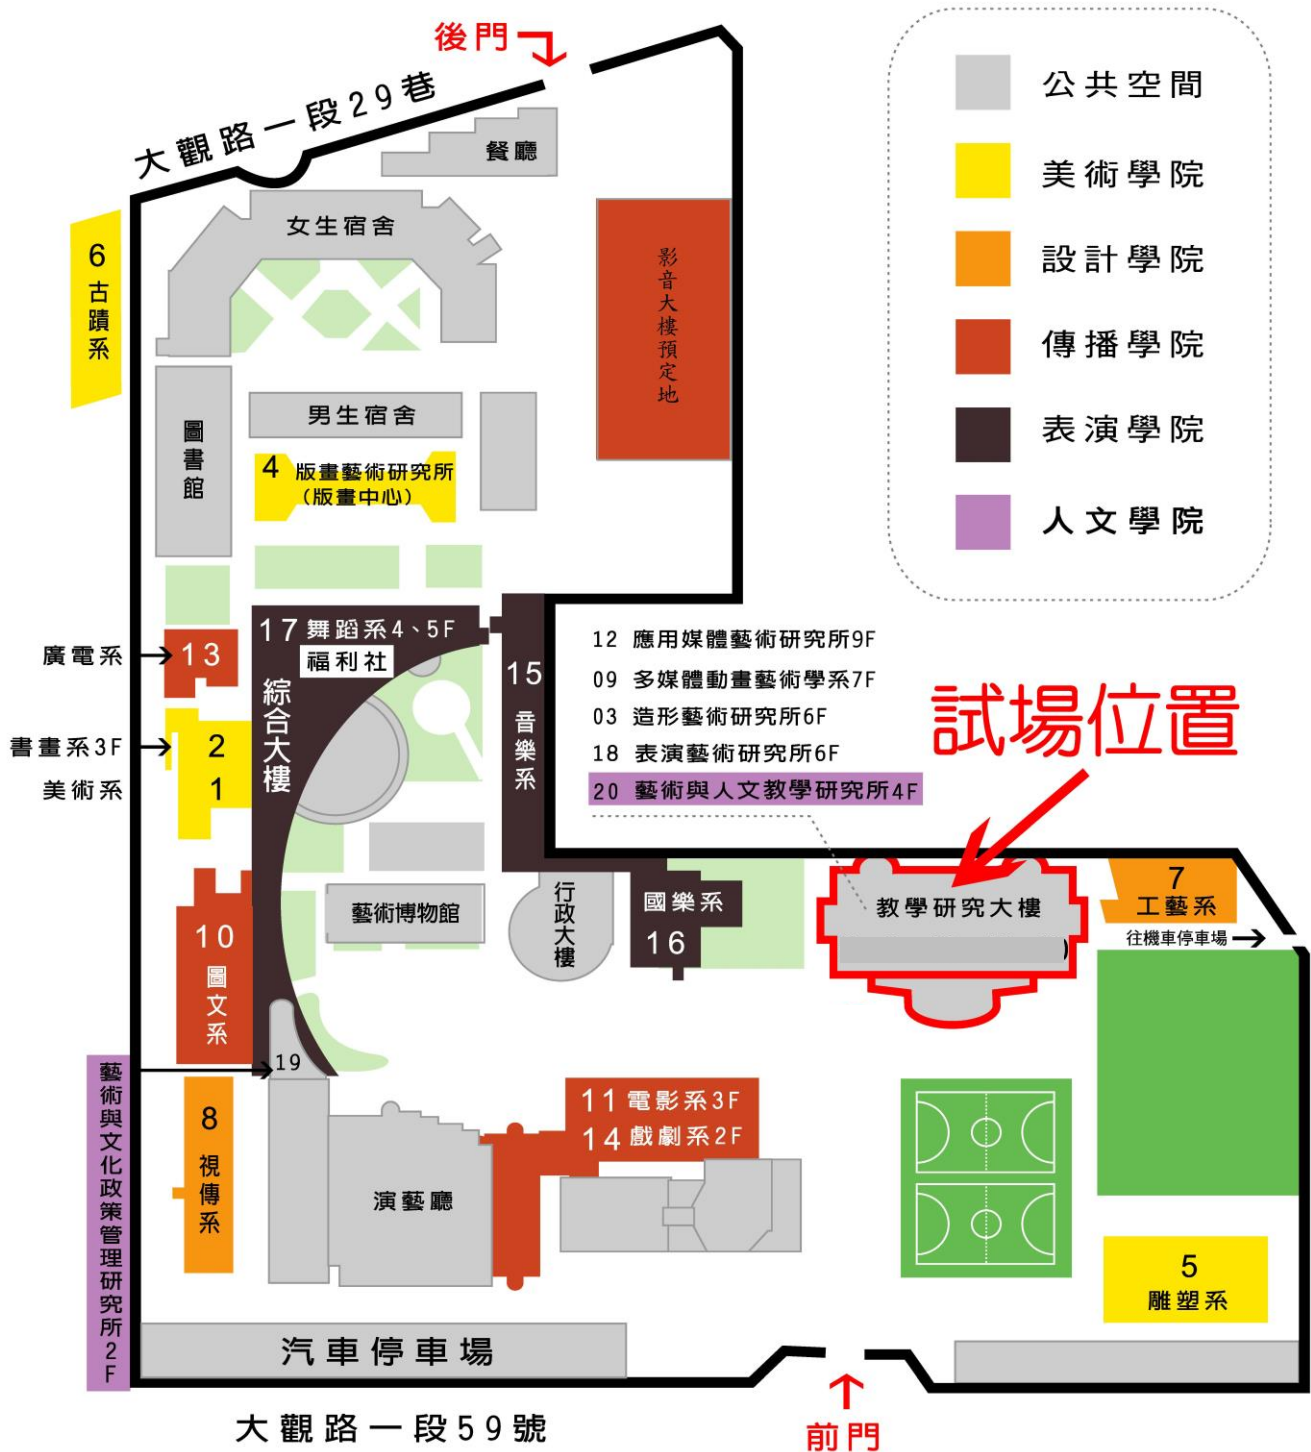 後門
大觀路一段29巷
公共空間
美術學院
設計學院
傳播學院
表演學院
人文學院
餐廳
女生宿舍
6
古蹟系
影音大樓預定地
圖書館
男生宿舍
4 版畫藝術研究所
(版畫中心)
17 舞蹈系4、5F
福利社
綜合大樓
廣電系
13
15
音樂系
書畫系3F
美術系
2
1
12 應用媒體藝術研究所9F
09 多媒體動畫藝術學系7F
03 造形藝術研究所6F
18 表演藝術研究所6F
20 藝術與人文教學研究所4F
試場位置
10
圖文系
藝術博物館
行政大樓
國樂系
16
教學研究大樓
7
工藝系
往機車停車場
19
藝術與文化政策管理研究所2F
8
視傳系
演藝廳
11 電影系3F
14 戲劇系2F
5
雕塑系
汽車停車場
大觀路一段59號
前門